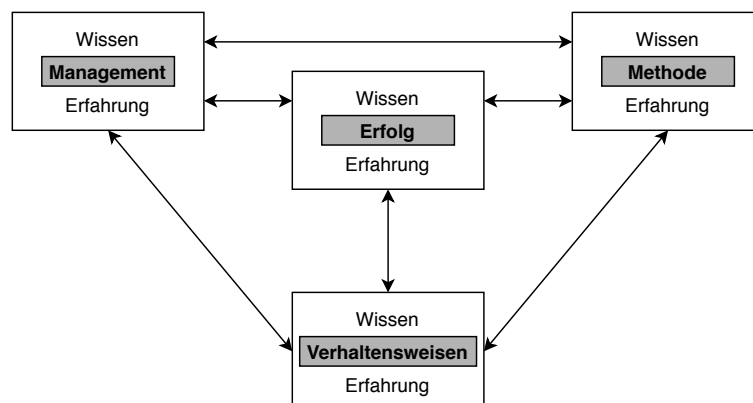 Wissen
Management
Erfahrung
Wissen
Erfolg
Erfahrung
Wissen
Methode
Erfahrung
Wissen
Verhaltensweisen
Erfahrung